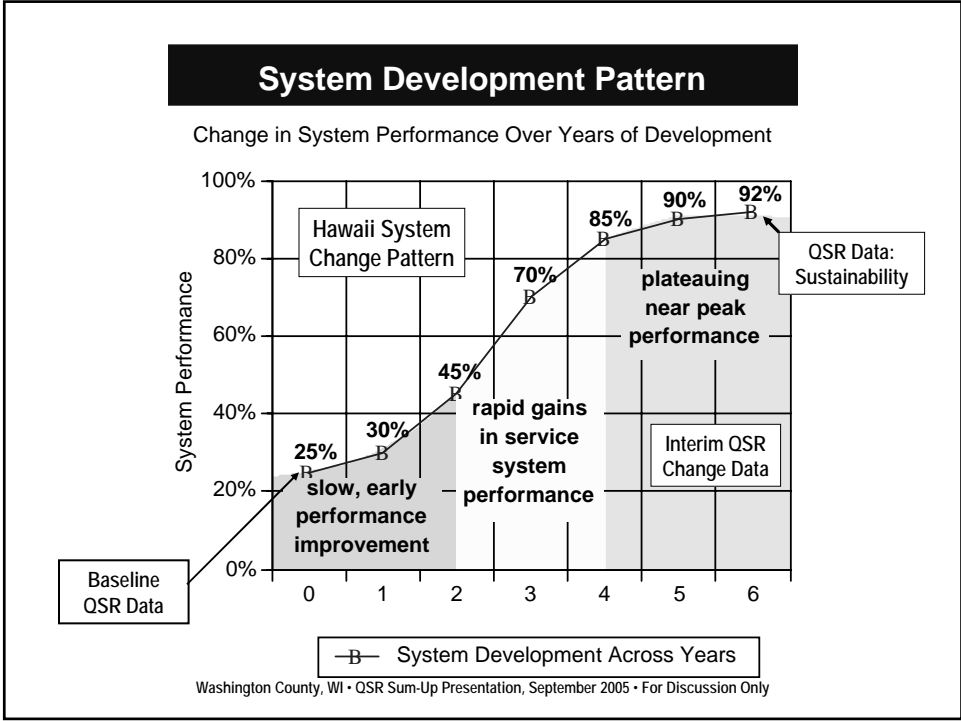 System Development Pattern
Change in System Performance Over Years of Development
System Performance
100%
80%
60%
40%
20%
0%
Hawaii System
Change Pattern
25%
30%
45%
70%
85%
90%
92%
B
B
B
B
B
B
B
QSR Data:
Sustainability
plateauing
near peak
performance
rapid gains
in service
system
performance
Interim QSR
Change Data
slow, early
performance
improvement
Baseline
QSR Data
0 1 2 3 4 5 6
B System Development Across Years
Washington County, WI • QSR Sum-Up Presentation, September 2005 • For Discussion Only